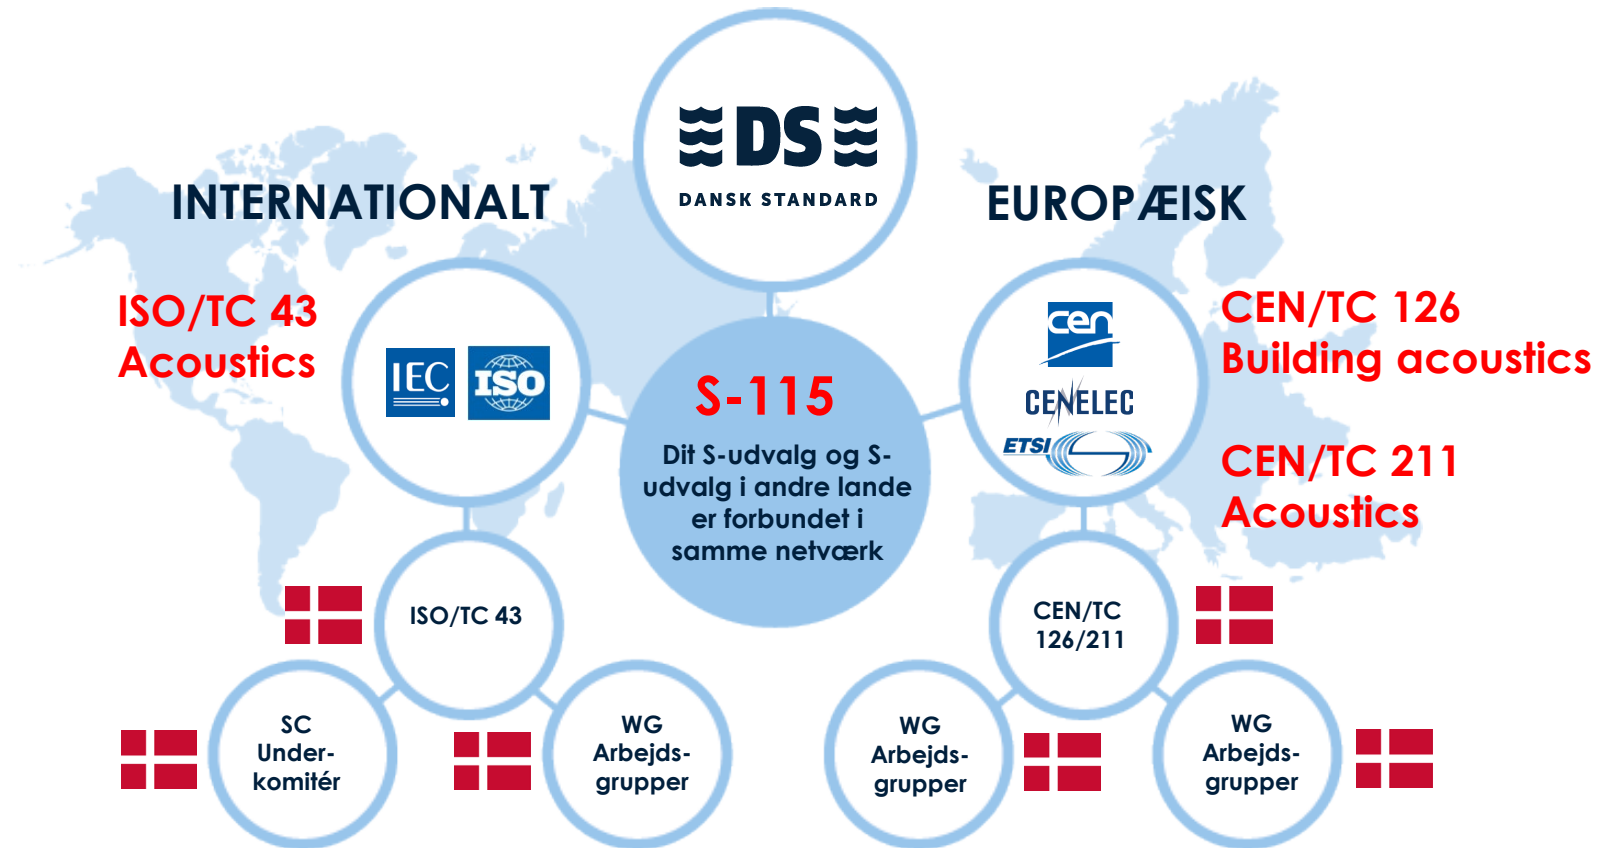 DS
DANSK STANDARD
INTERNATIONALT
EUROPÆISK
ISO/TC 43
Acoustics
IEC
ISO
S-115
Dit S-udvalg og S-
udvalg i andre lande
er forbundet i
samme netværk
cen
CENELEC
ETSI
CEN/TC 126
Building acoustics
CEN/TC 211
Acoustics
ISO/TC 43
SC
Under-
komitér
WG
Arbejds-
grupper
CEN/TC
126/211
WG
Arbejds-
grupper
WG
Arbejds-
grupper